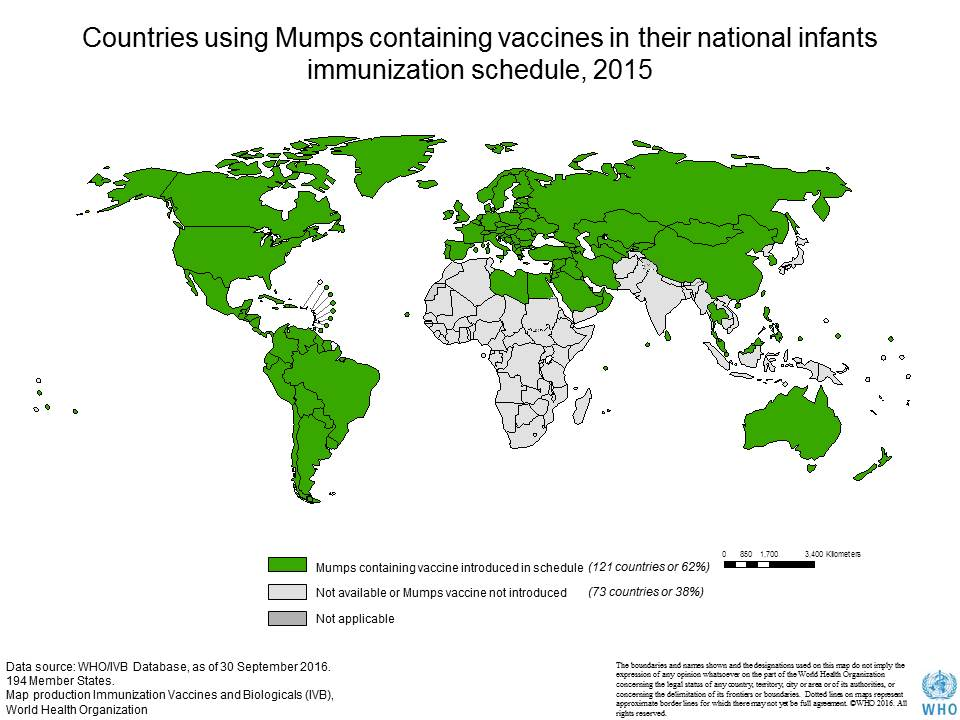 Countries using Mumps containing vaccines in their national infants
immunization schedule, 2015
0 850 1,700 3,400 Kilometers
Mumps containing vaccine introduced in schedule (121 countries or 62%)
Not available or Mumps vaccine not introduced (73 countries or 38%)
Not applicable
Data source: WHO/IVB Database, as of 30 September 2016.
194 Member States.
Map production Immunization Vaccines and Biologicals (IVB),
World Health Organization
The boundaries and names shown and the designations used on this map do not imply the
expression of any opinion whatsoever on the part of the World Health Organization
concerning the legal status of any country, territory, city or area or of its authorities, or
concerning the delimitation of its frontiers or boundaries. Dotted lines on maps represent
approximate border lines for which there may not yet be full agreement. ©WHO 2016. All
rights reserved.
WHO